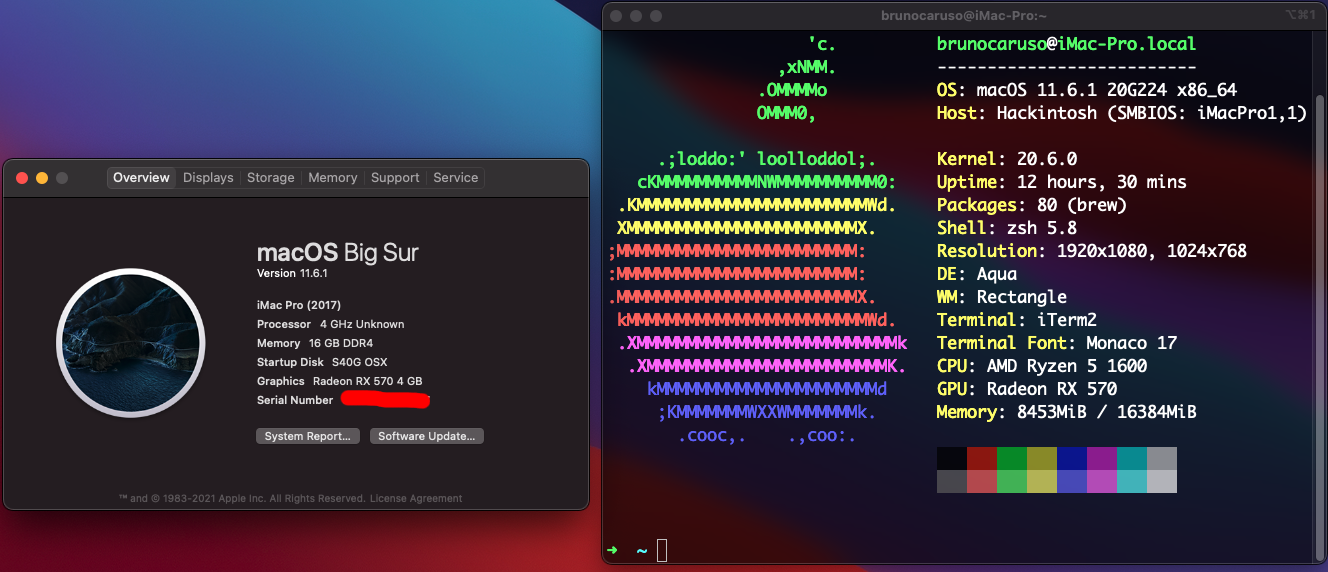 Overview Displays Storage Memory Support Service
macOS Big Sur
Version 11.6.1
iMac Pro (2017)
Processor 4 GHz Unknown
Memory 16 GB DDR4
Startup Disk S40G OSX
Graphics Radeon RX 570 4 GB
Serial Number
System Report... Software Update...
™ and © 1983-2021 Apple Inc. All Rights Reserved. License Agreement
brunocaruso@iMac-Pro:~ ⌥⌘1
'c. brunocaruso@iMac-Pro.local
,xNMM. --------------------------
.OMMMMo OS: macOS 11.6.1 20G224 x86_64
OMMM0, Host: Hackintosh (SMBIOS: iMacPro1,1)
.;loddo:' loolloddol;. Kernel: 20.6.0
cKMMMMMMMMMMNWMMMMMMMMMM0: Uptime: 12 hours, 30 mins
.KMMMMMMMMMMMMMMMMMMMMMMMWd. Packages: 80 (brew)
XMMMMMMMMMMMMMMMMMMMMMMMX. Shell: zsh 5.8
;MMMMMMMMMMMMMMMMMMMMMMMM: Resolution: 1920x1080, 1024x768
:MMMMMMMMMMMMMMMMMMMMMMMM: DE: Aqua
.MMMMMMMMMMMMMMMMMMMMMMMMX. WM: Rectangle
kMMMMMMMMMMMMMMMMMMMMMMMMWd. Terminal: iTerm2
.XMMMMMMMMMMMMMMMMMMMMMMMMMMk Terminal Font: Monaco 17
.XMMMMMMMMMMMMMMMMMMMMMMMMK. CPU: AMD Ryzen 5 1600
kMMMMMMMMMMMMMMMMMMMMMMd GPU: Radeon RX 570
;KMMMMMMMWXXWMMMMMMMk. Memory: 8453MiB / 16384MiB
.cooc,. .,coo:.
➜ ~